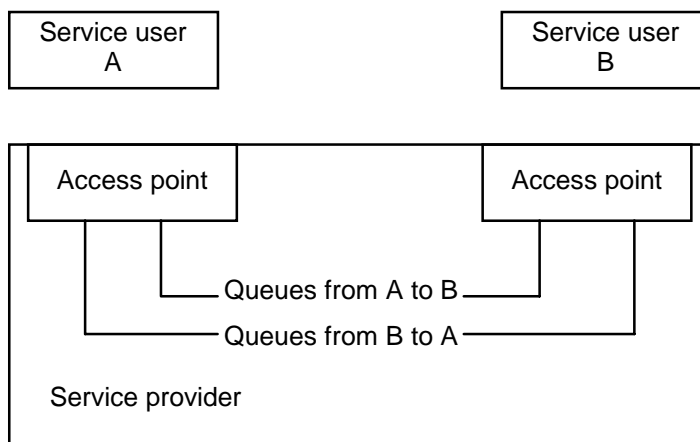 Service user
A
Service user
B
Access point
Access point
Queues from A to B
Queues from B to A
Service provider